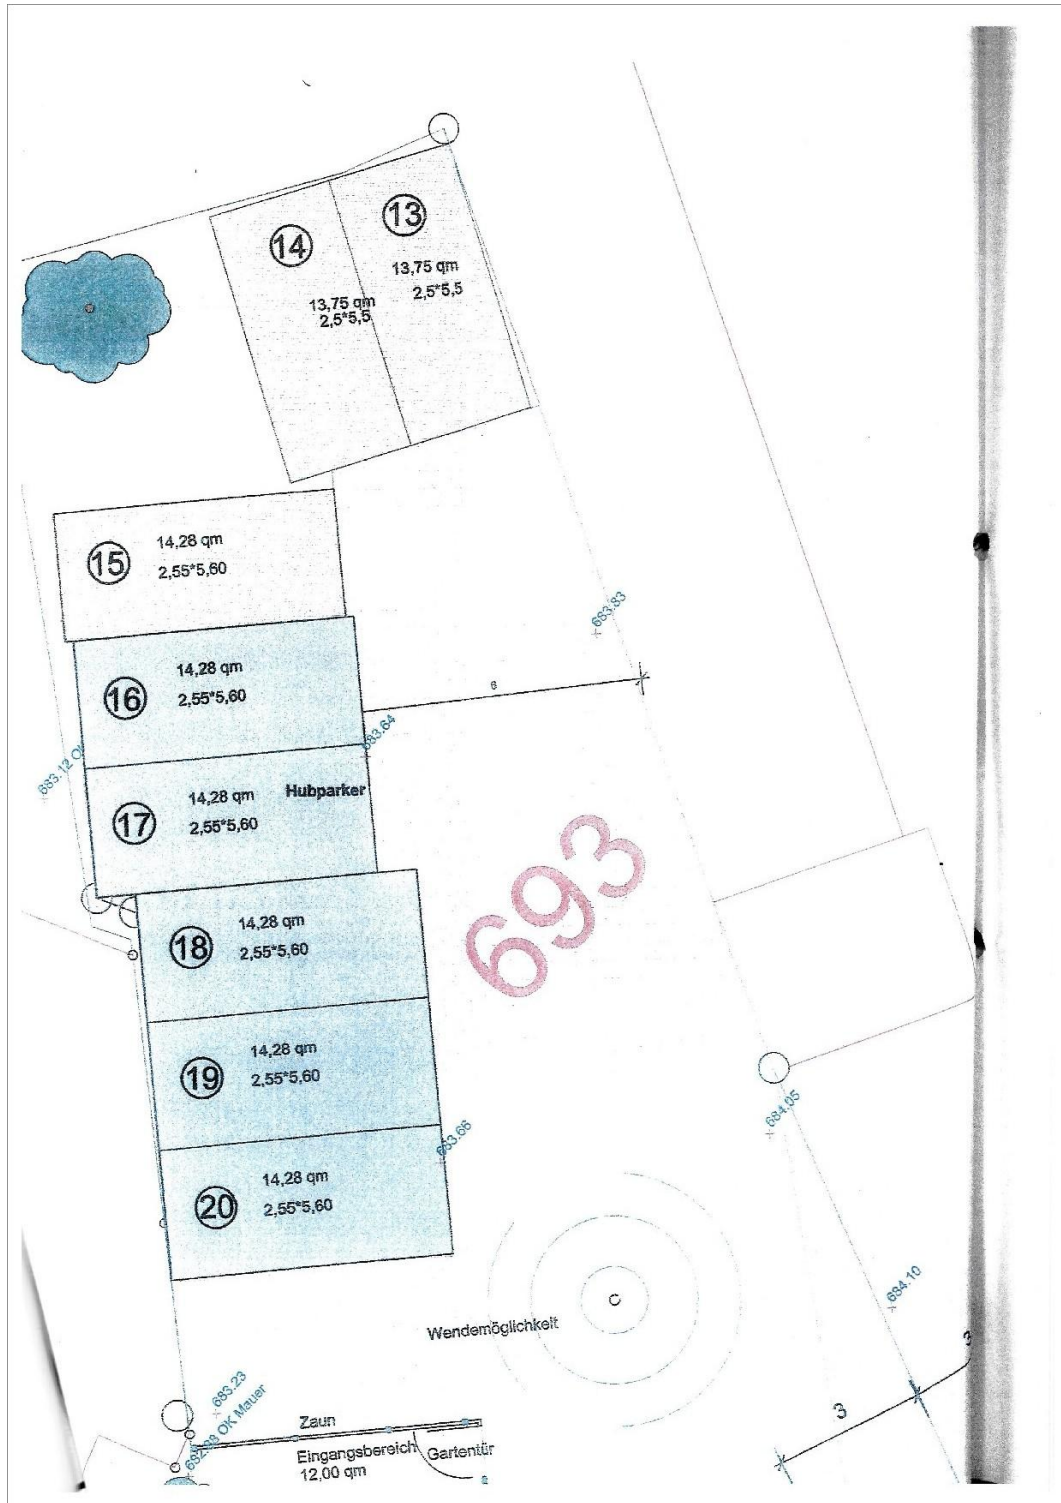 13
13,75 qm
2,5*5,5
14
13,75 qm
2,5*5,5
15
14,28 qm
2,55*5,60
683.83
16
14,28 qm
2,55*5,60
6
683.64
683.12 OK
17
14,28 qm
2,55*5,60
Hubparker
693
18
14,28 qm
2,55*5,60
19
14,28 qm
2,55*5,60
684.05
683.66
20
14,28 qm
2,55*5,60
684.10
Wendemöglichkeit
3
3
683.23
682.88 OK Mauer
Zaun
Eingangsbereich
12,00 qm
Gartentür